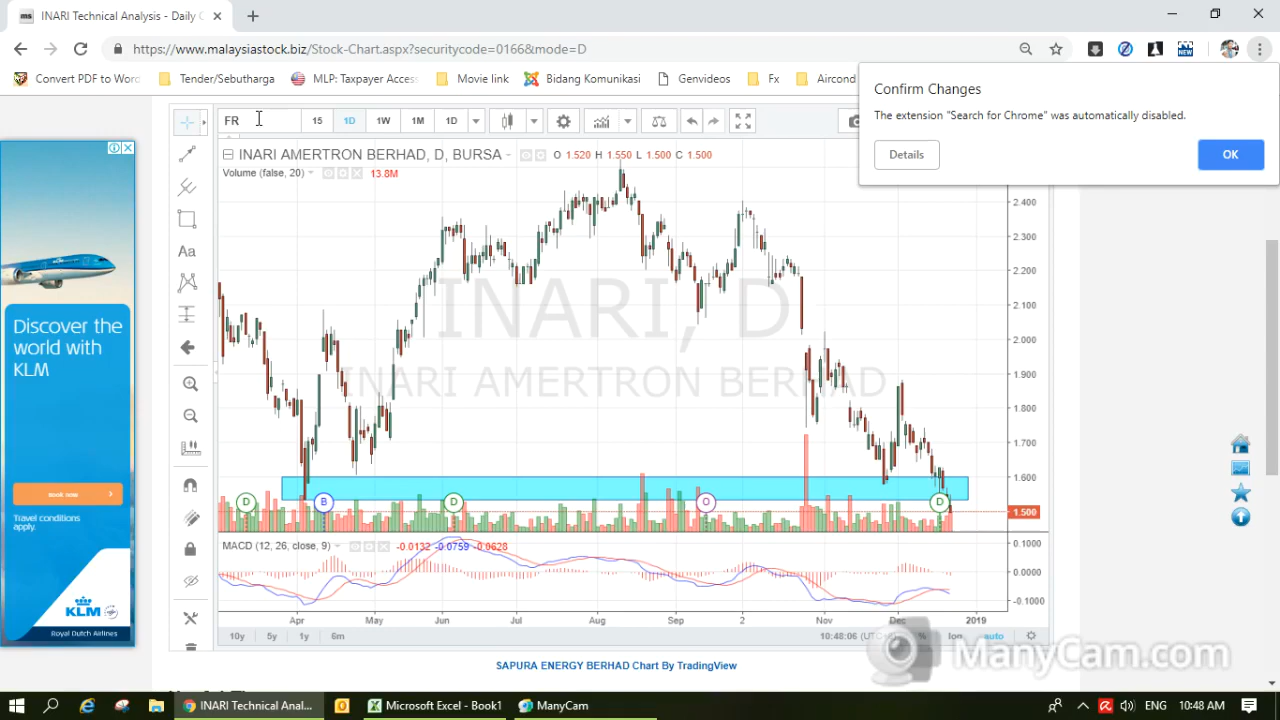 INARI Technical Analysis - Daily C
https://www.malaysiastock.biz/Stock-Chart.aspx?securitycode=0166&mode=D
NEW
Convert PDF to Word
Tender/Sebutharga
MLP: Taxpayer Access
Movie link
Bidang Komunikasi
Genvideos
Fx
Aircond
Confirm Changes
The extension "Search for Chrome" was automatically disabled.
Details
OK
FR
15
1D
1W
1M
1D
INARI AMERTRON BERHAD, D, BURSA
O 1.520 H 1.550 L 1.500 C 1.500
Volume (false, 20)
13.8M
Aa
INARI, D
INARI AMERTRON BERHAD
2.400
2.300
2.200
2.100
2.000
1.900
1.800
1.700
1.600
1.500
D
B
D
O
D
MACD (12, 26, close, 9)
-0.0132 -0.0759 -0.0628
0.1000
0.0000
-0.1000
Apr
May
Jun
Jul
Aug
Sep
2
Nov
Dec
2019
10y
5y
1y
6m
10:48:06 (UTC+8)
%
log
auto
SAPURA ENERGY BERHAD Chart By TradingView
Discover the
world with
KLM
Book now
Travel conditions
apply.
KLM
Royal Dutch Airlines
ManyCam.com
INARI Technical Anal...
Microsoft Excel - Book1
ManyCam
10:48 AM